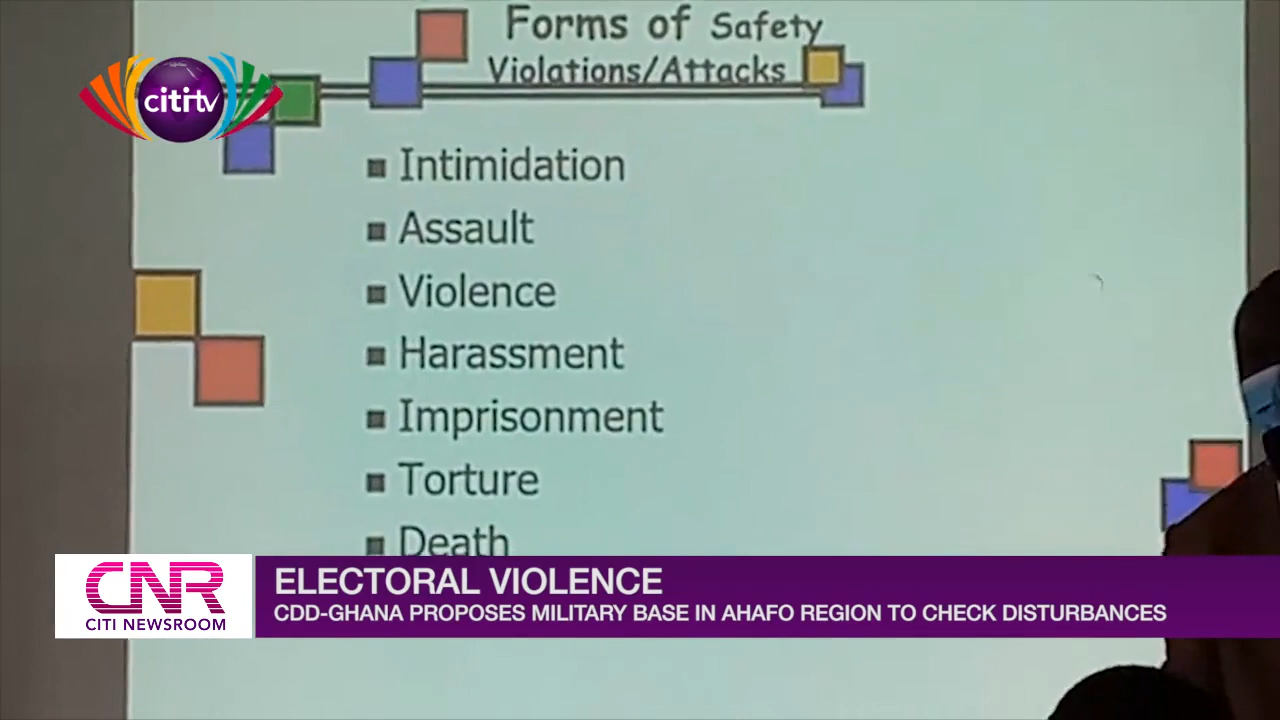 Forms of Safety
Violations/Attacks
citi tv
Intimidation
Assault
Violence
Harassment
Imprisonment
Torture
Death
CNR
CITI NEWSROOM
ELECTORAL VIOLENCE
CDD-GHANA PROPOSES MILITARY BASE IN AHAFO REGION TO CHECK DISTURBANCES